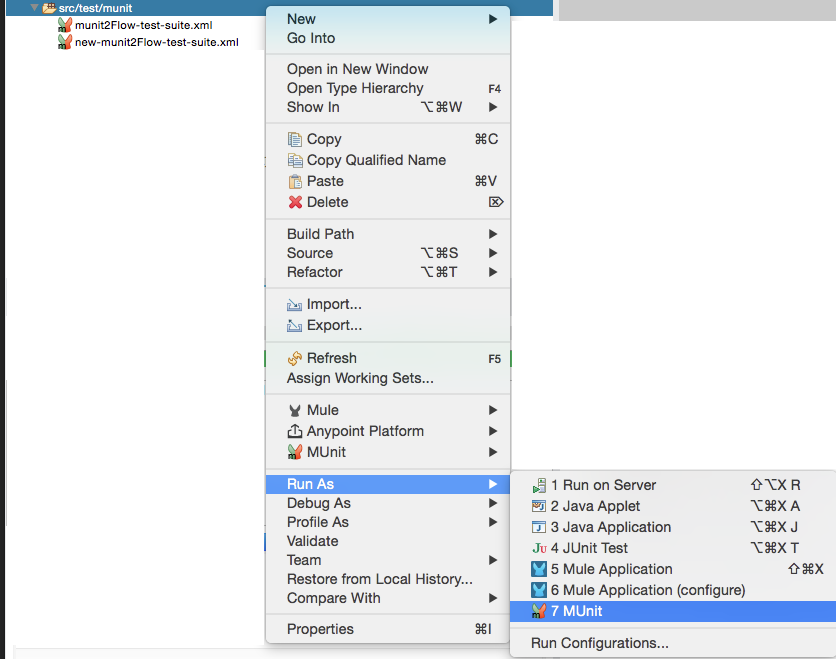 src/test/munit
munit2Flow-test-suite.xml
new-munit2Flow-test-suite.xml
New
Go Into
Open in New Window
Open Type Hierarchy F4
Show In ⌥⌘W
Copy ⌘C
Copy Qualified Name
Paste ⌘V
Delete ⌦
Build Path
Source ⌥⌘S
Refactor ⌥⌘T
Import...
Export...
Refresh F5
Assign Working Sets...
Mule
Anypoint Platform
MUnit
Run As
Debug As
Profile As
Validate
Team
Restore from Local History...
Compare With
Properties ⌘I
1 Run on Server ⇧⌥X R
2 Java Applet ⌥⌘X A
3 Java Application ⌥⌘X J
4 JUnit Test ⌥⌘X T
5 Mule Application ⇧⌘X
6 Mule Application (configure)
7 MUnit
Run Configurations...